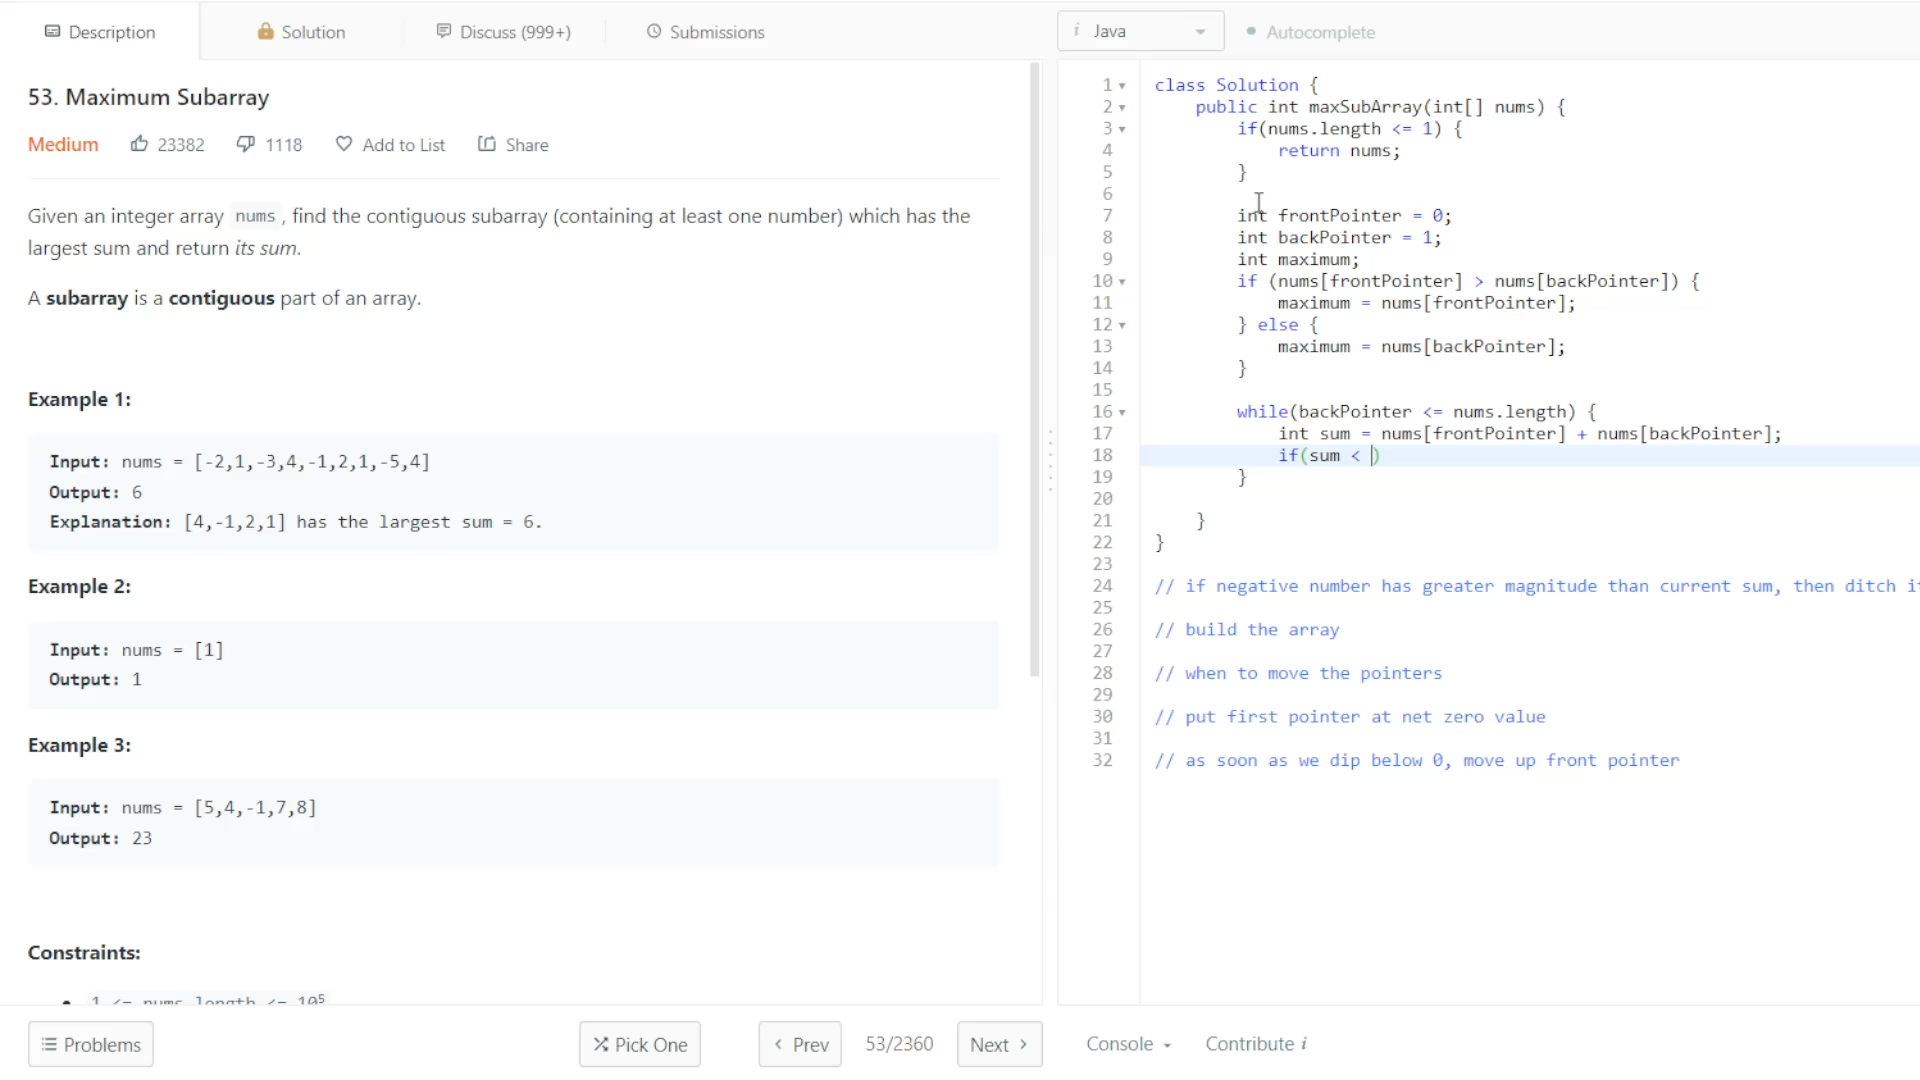 Description
Solution
Discuss (999+)
Submissions
i Java
Autocomplete
53. Maximum Subarray
Medium 23382 1118 Add to List Share
Given an integer array nums, find the contiguous subarray (containing at least one number) which has the
largest sum and return its sum.
A subarray is a contiguous part of an array.
Example 1:
Input: nums = [-2,1,-3,4,-1,2,1,-5,4]
Output: 6
Explanation: [4,-1,2,1] has the largest sum = 6.
Example 2:
Input: nums = [1]
Output: 1
Example 3:
Input: nums = [5,4,-1,7,8]
Output: 23
Constraints:
1 <= nums.length <= 10^5
1 class Solution {
2 public int maxSubArray(int[] nums) {
3 if(nums.length <= 1) {
4 return nums;
5 }
6
7 int frontPointer = 0;
8 int backPointer = 1;
9 int maximum;
10 if (nums[frontPointer] > nums[backPointer]) {
11 maximum = nums[frontPointer];
12 } else {
13 maximum = nums[backPointer];
14 }
15
16 while(backPointer <= nums.length) {
17 int sum = nums[frontPointer] + nums[backPointer];
18 if(sum < )
19 }
20
21 }
22 }
23
24 // if negative number has greater magnitude than current sum, then ditch
25
26 // build the array
27
28 // when to move the pointers
29
30 // put first pointer at net zero value
31
32 // as soon as we dip below 0, move up front pointer
Problems
Pick One
Prev
53/2360
Next
Console
Contribute i